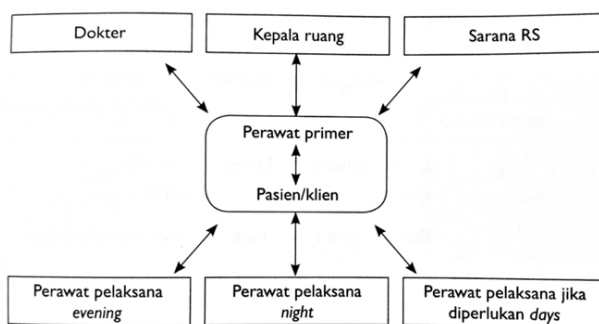 Dokter
Kepala ruang
Sarana RS
Perawat primer
Pasien/klien
Perawat pelaksana
evening
Perawat pelaksana
night
Perawat pelaksana jika
diperlukan days